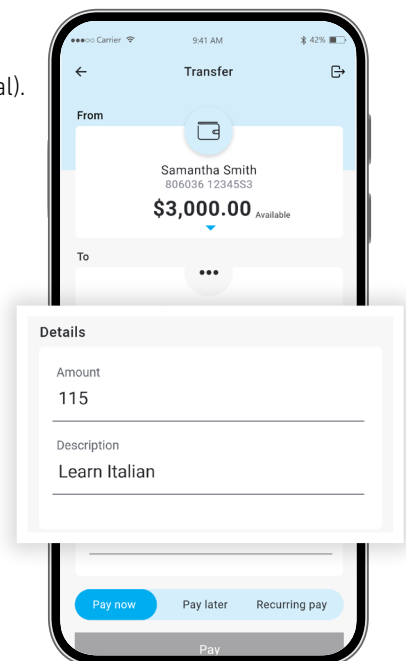 Carrier 9:41 AM 42%
Transfer
al).
From
Samantha Smith
806036 12345S3
$3,000.00 Available
To
Details
Amount
115
Description
Learn Italian
Pay now Pay later Recurring pay
Pay